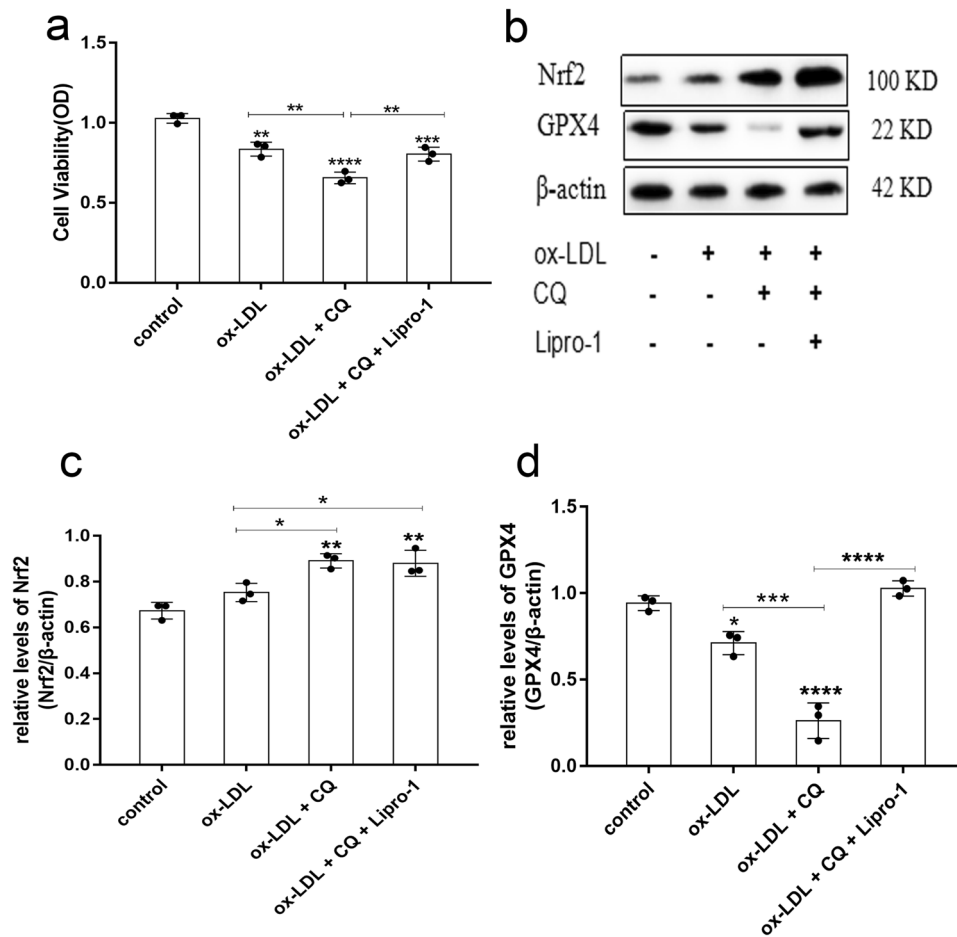 a
Cell Viability(OD)
1.5
1.0
0.5
0.0
** **
**
****
***
control
ox-LDL
ox-LDL + CQ
ox-LDL + CQ + Lipro-1
b
Nrf2 100 KD
GPX4 22 KD
β-actin 42 KD
ox-LDL - + + +
CQ - - + +
Lipro-1 - - - +
c
relative levels of Nrf2
(Nrf2/β-actin)
1.0
0.8
0.6
0.4
0.2
0.0
*
*
** **
control
ox-LDL
ox-LDL + CQ
ox-LDL + CQ + Lipro-1
d
relative levels of GPX4
(GPX4/β-actin)
1.5
1.0
0.5
0.0
****
***
*
****
control
ox-LDL
ox-LDL + CQ
ox-LDL + CQ + Lipro-1